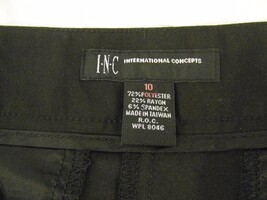 I·N·C INTERNATIONAL CONCEPTS
10
72% POLYESTER
22% RAYON
6% SPANDEX
MADE IN TAIWAN
R.O.C.
WPL 8046